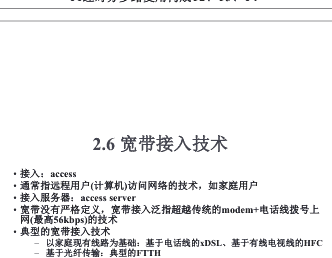 2.6 宽带接入技术
• 接入：access
• 通常指远程用户(计算机)访问网络的技术，如家庭用户
• 接入服务器：access server
• 宽带没有严格定义，宽带接入泛指超越传统的modem+电话线拨号上
网(最高56kbps)的技术
• 典型的宽带接入技术
– 以家庭现有线路为基础：基于电话线的xDSL、基于有线电视线的HFC
– 基于光纤传输：典型的FTTH